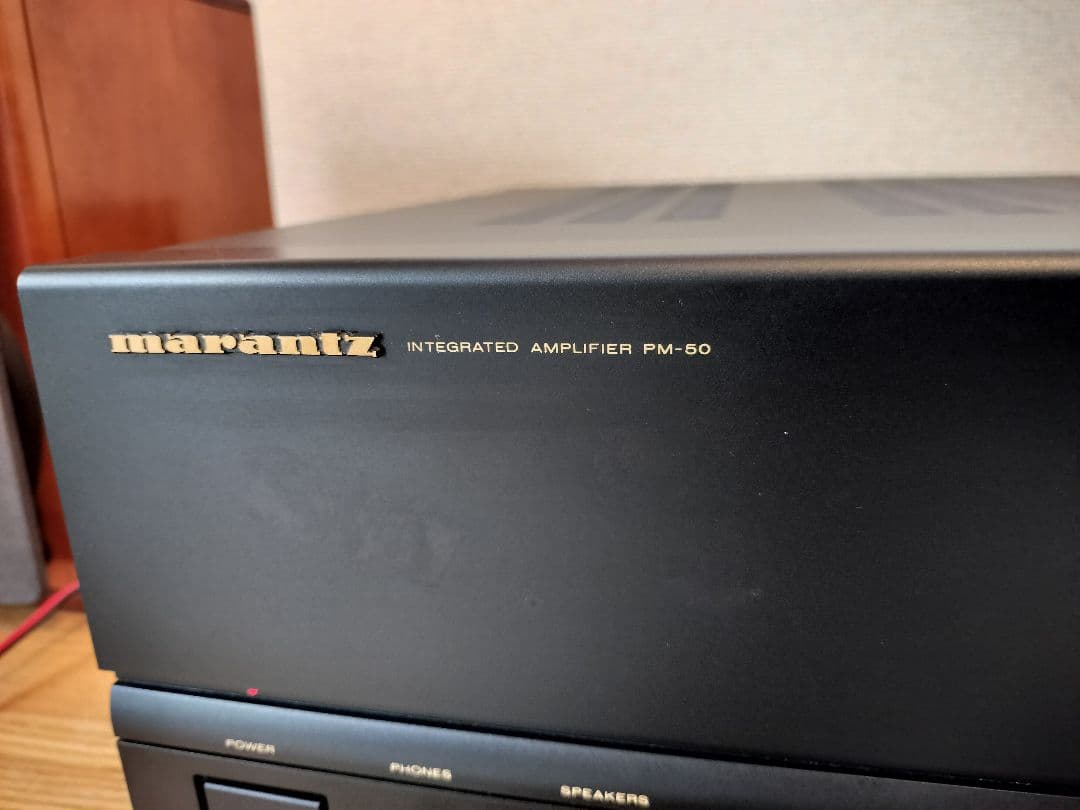 marantz INTEGRATED AMPLIFIER PM-50
POWER
PHONES
SPEAKERS